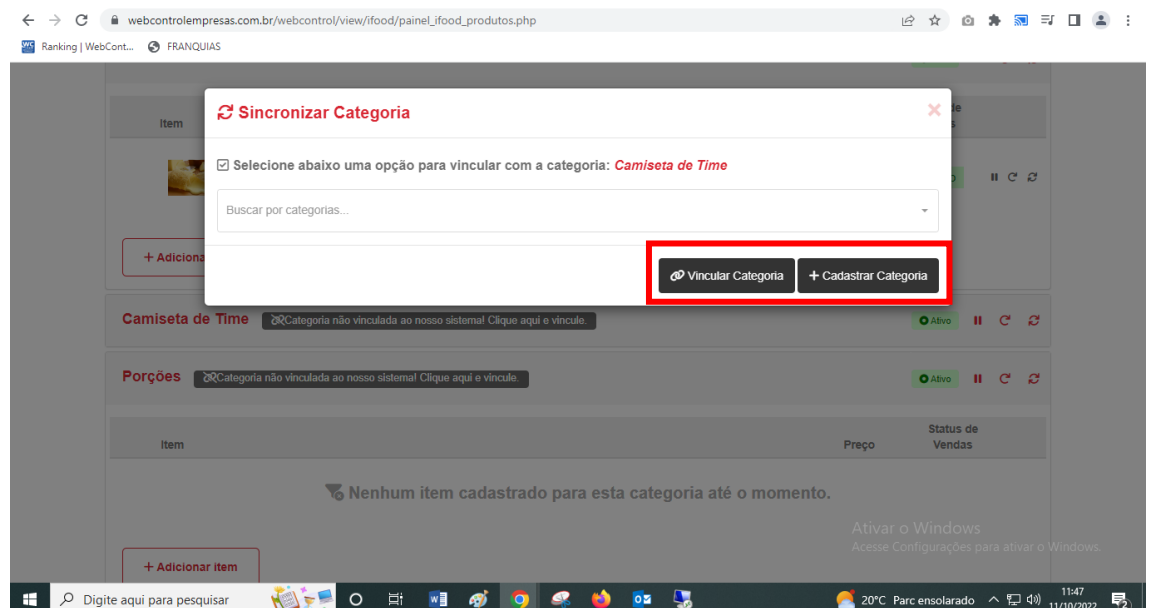 webcontrolempresas.com.br/webcontrol/view/ifood/painel_ifood_produtos.php
Ranking | WebCont... FRANQUIAS
Sincronizar Categoria
Item
Selecione abaixo uma opção para vincular com a categoria: Camiseta de Time
Buscar por categorias...
+ Adiciona
Vincular Categoria + Cadastrar Categoria
Camiseta de Time Categoria não vinculada ao nosso sistema! Clique aqui e vincule. Ativo
Porções Categoria não vinculada ao nosso sistema! Clique aqui e vincule. Ativo
Item Preço Status de
Vendas
Nenhum item cadastrado para esta categoria até o momento.
Ativar o Windows
Acesse Configurações para ativar o Windows.
+ Adicionar item
Digite aqui para pesquisar 20°C Parc ensolarado 11:47
11/10/2022